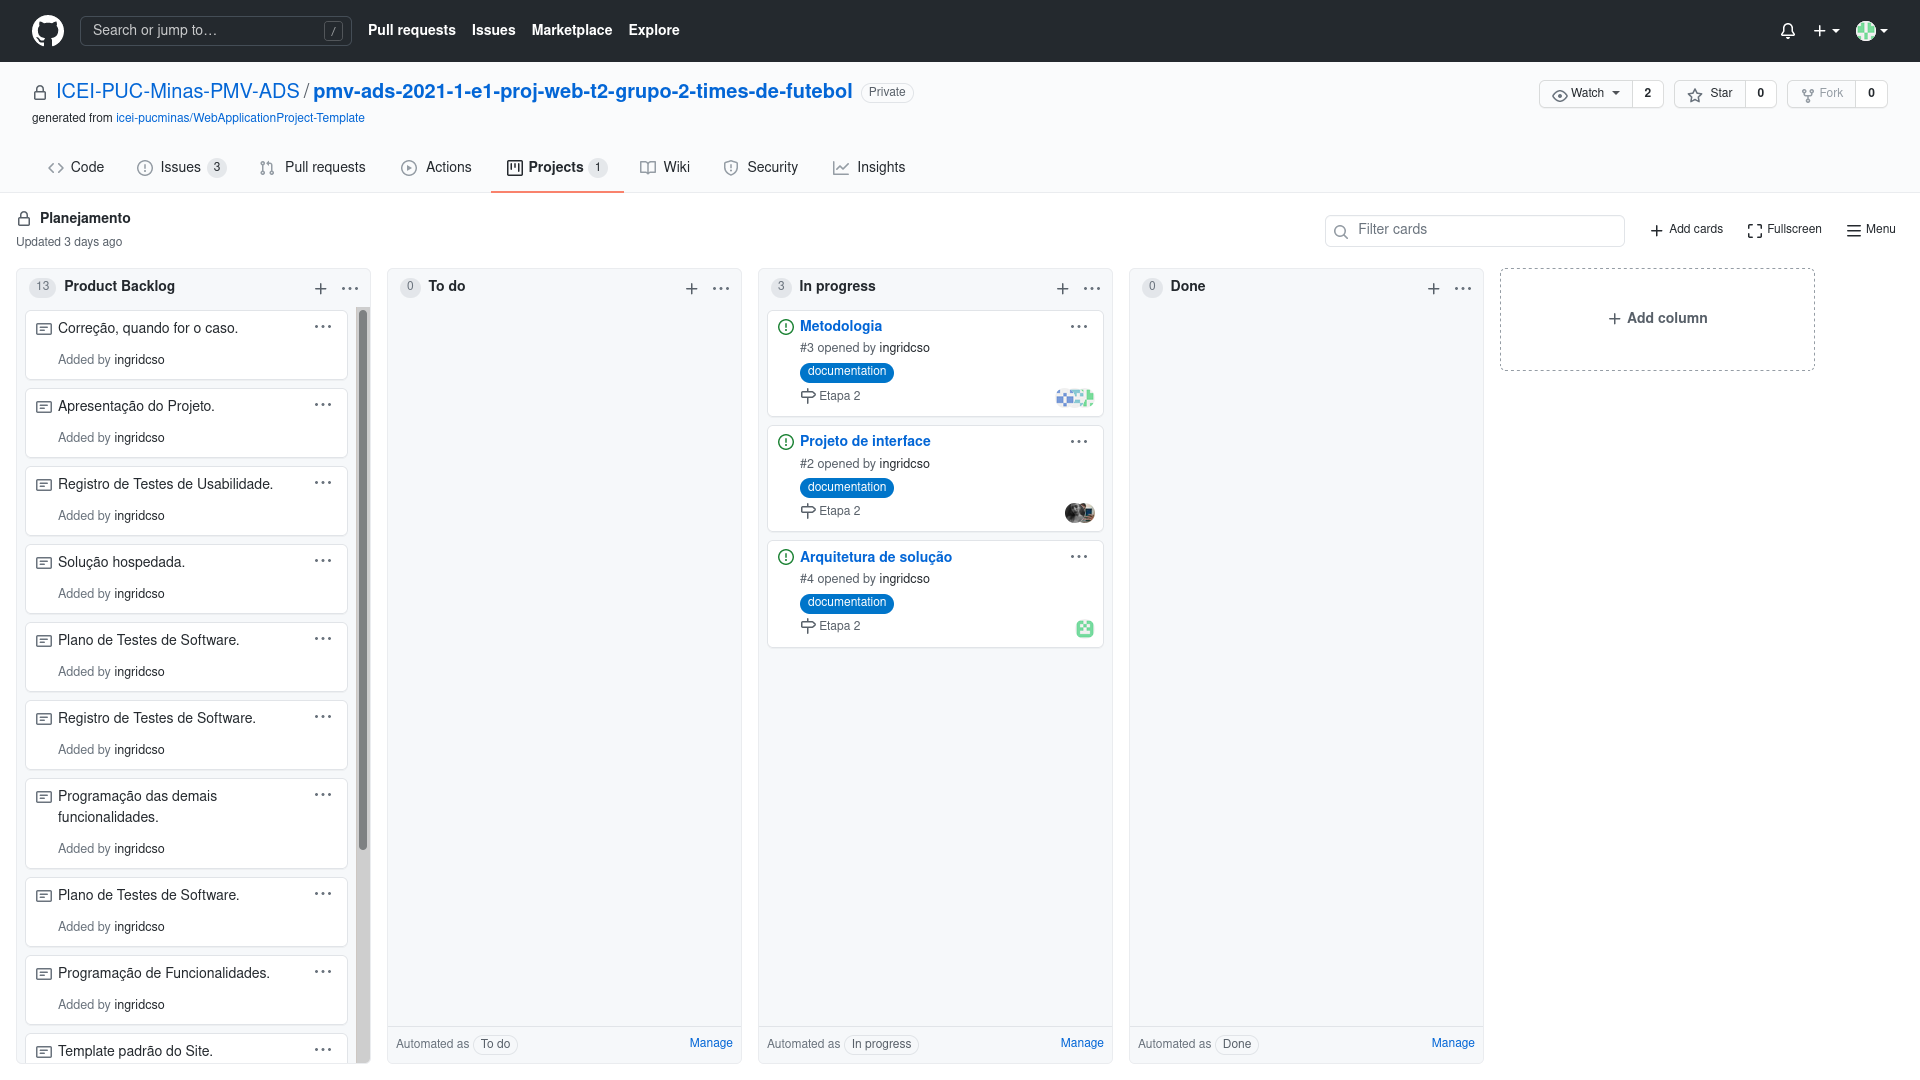 Search or jump to… /
Pull requests Issues Marketplace Explore
ICEI-PUC-Minas-PMV-ADS / pmv-ads-2021-1-e1-proj-web-t2-grupo-2-times-de-futebol Private
Watch 2 Star 0 Fork 0
generated from icei-pucminas/WebApplicationProject-Template
Code Issues 3 Pull requests Actions Projects 1 Wiki Security Insights
Planejamento
Updated 3 days ago
Filter cards
Add cards Fullscreen Menu
13 Product Backlog
Correção, quando for o caso.
Added by ingridcso
Apresentação do Projeto.
Added by ingridcso
Registro de Testes de Usabilidade.
Added by ingridcso
Solução hospedada.
Added by ingridcso
Plano de Testes de Software.
Added by ingridcso
Registro de Testes de Software.
Added by ingridcso
Programação das demais
funcionalidades.
Added by ingridcso
Plano de Testes de Software.
Added by ingridcso
Programação de Funcionalidades.
Added by ingridcso
Template padrão do Site.
0 To do
Automated as To do Manage
3 In progress
Metodologia
#3 opened by ingridcso
documentation
Etapa 2
Projeto de interface
#2 opened by ingridcso
documentation
Etapa 2
Arquitetura de solução
#4 opened by ingridcso
documentation
Etapa 2
Automated as In progress Manage
0 Done
Automated as Done Manage
Add column